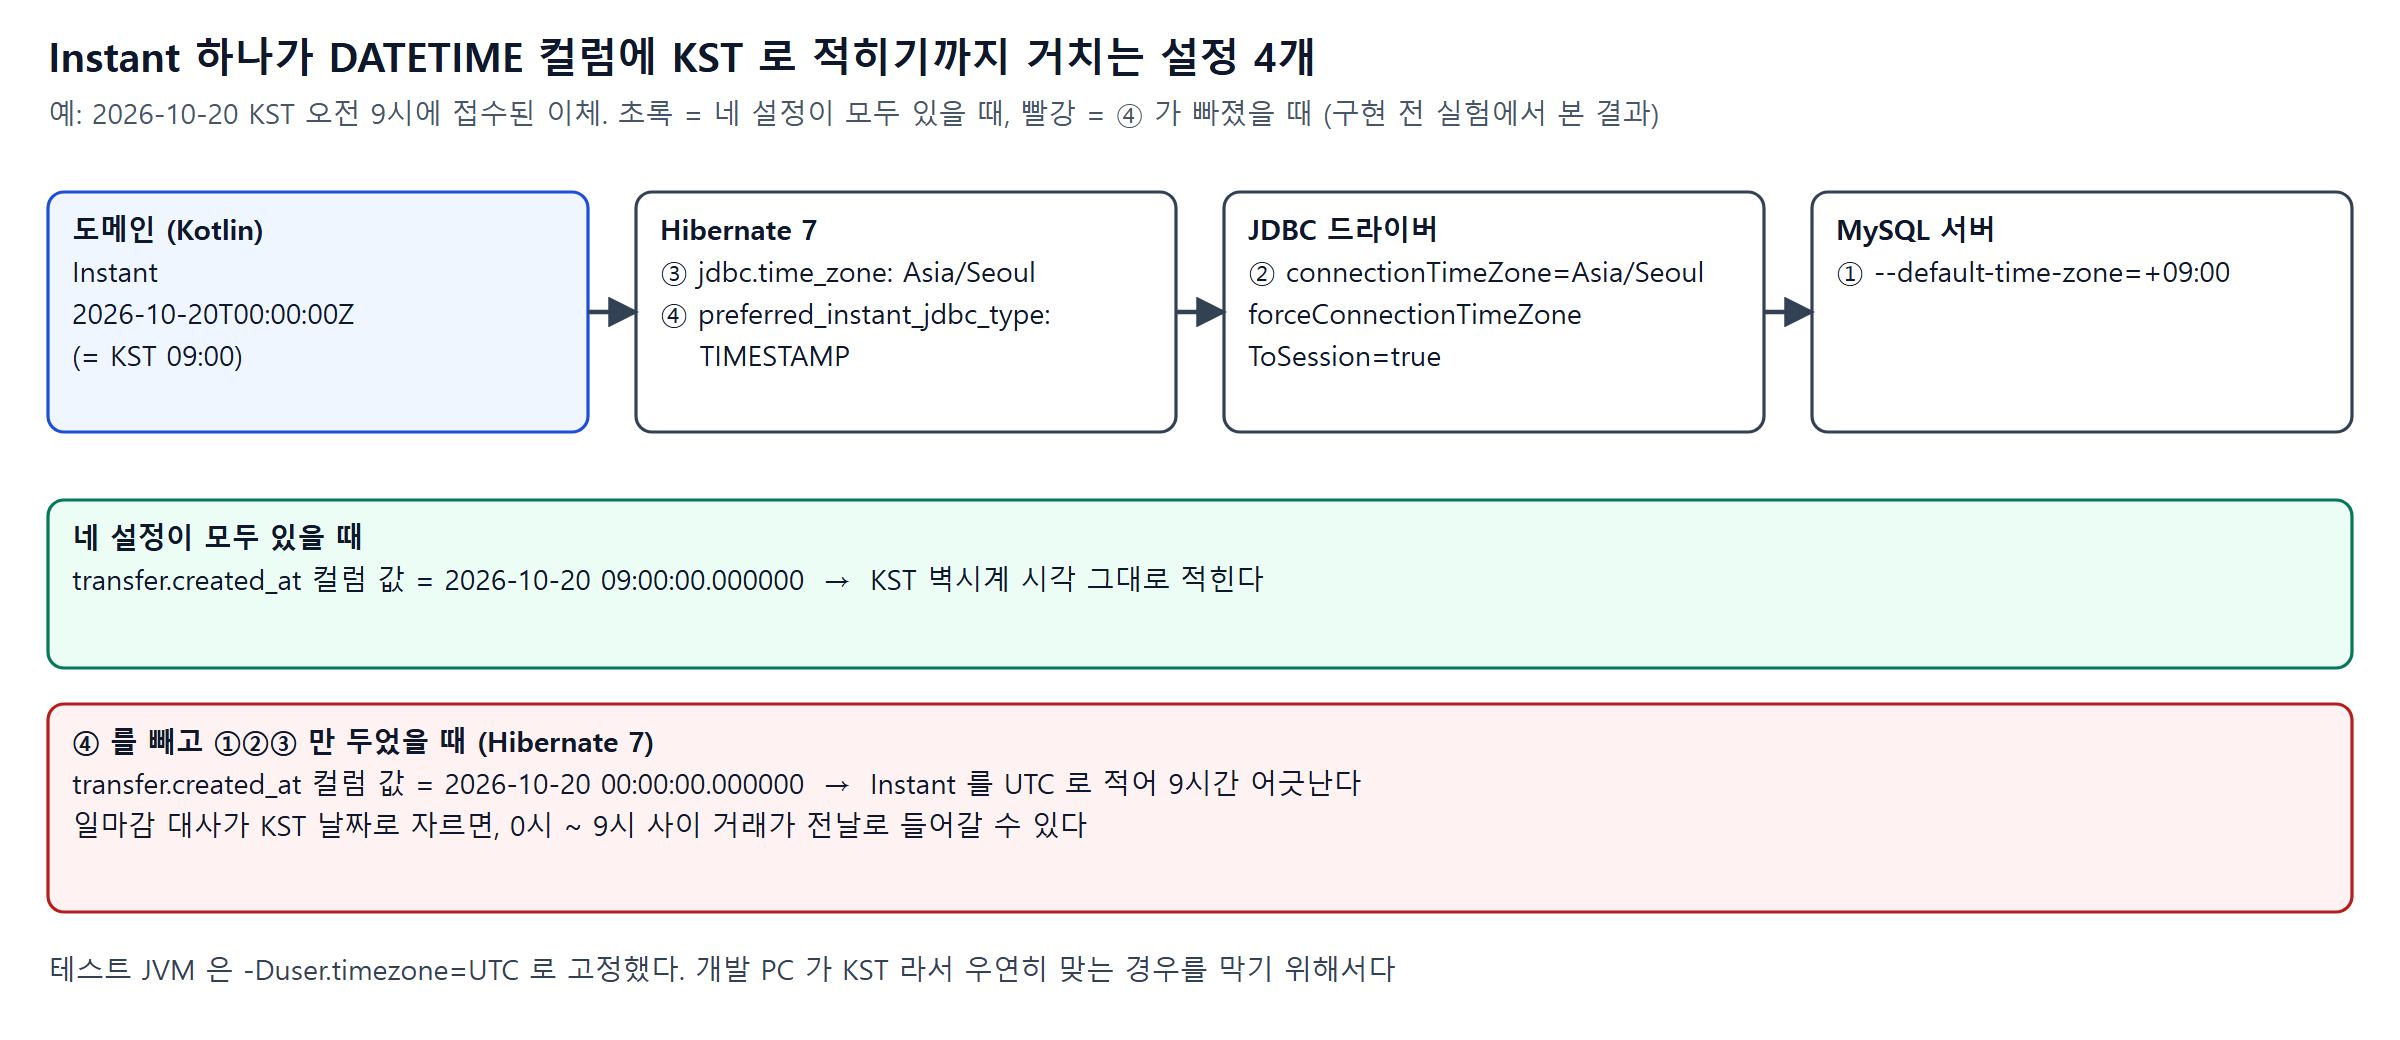 Instant 하나가 DATETIME 컬럼에 KST 로 적히기까지 거치는 설정 4개
예: 2026-10-20 KST 오전 9시에 접수된 이체. 초록 = 네 설정이 모두 있을 때, 빨강 = ④ 가 빠졌을 때 (구현 전 실험에서 본 결과)
도메인 (Kotlin)
Instant
2026-10-20T00:00:00Z
(= KST 09:00)
Hibernate 7
③ jdbc.time_zone: Asia/Seoul
④ preferred_instant_jdbc_type:
TIMESTAMP
JDBC 드라이버
② connectionTimeZone=Asia/Seoul
forceConnectionTimeZone
ToSession=true
MySQL 서버
① --default-time-zone=+09:00
네 설정이 모두 있을 때
transfer.created_at 컬럼 값 = 2026-10-20 09:00:00.000000 → KST 벽시계 시각 그대로 적힌다
④ 를 빼고 ①②③ 만 두었을 때 (Hibernate 7)
transfer.created_at 컬럼 값 = 2026-10-20 00:00:00.000000 → Instant 를 UTC 로 적어 9시간 어긋난다
일마감 대사가 KST 날짜로 자르면, 0시 ~ 9시 사이 거래가 전날로 들어갈 수 있다
테스트 JVM 은 -Duser.timezone=UTC 로 고정했다. 개발 PC 가 KST 라서 우연히 맞는 경우를 막기 위해서다